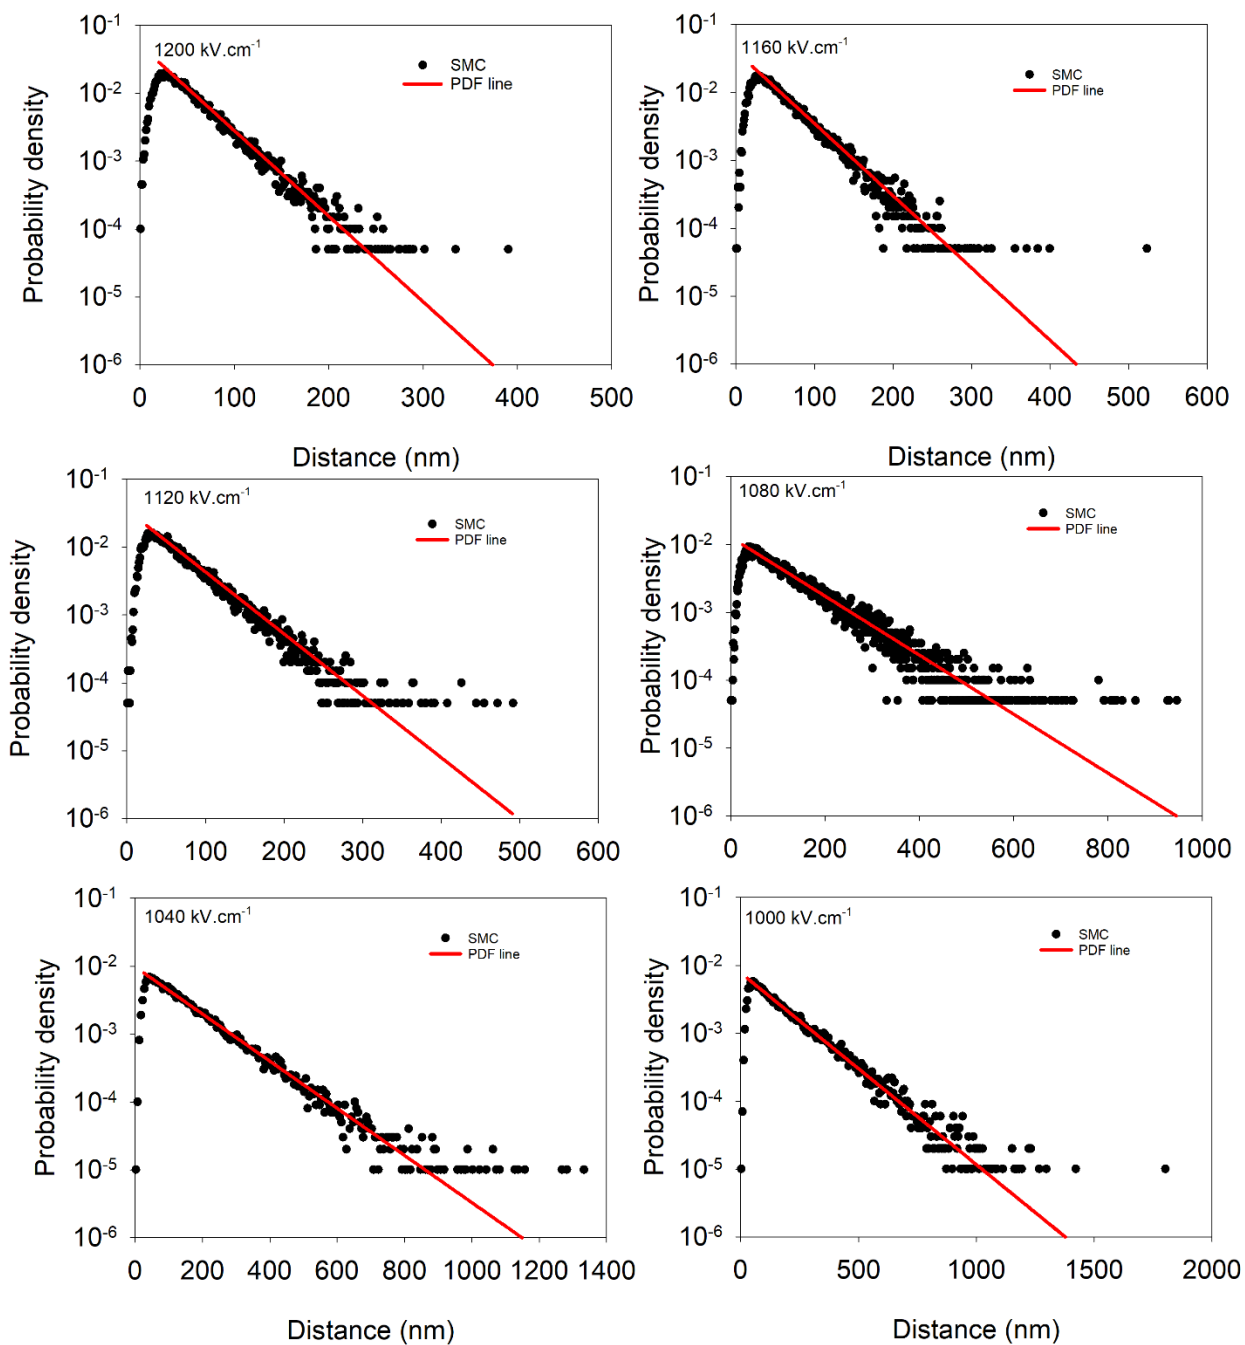 1200 kV.cm⁻¹
SMC
PDF line
Probability density
10⁻¹
10⁻²
10⁻³
10⁻⁴
10⁻⁵
10⁻⁶
0 100 200 300 400 500
Distance (nm)
1160 kV.cm⁻¹
SMC
PDF line
Probability density
10⁻¹
10⁻²
10⁻³
10⁻⁴
10⁻⁵
10⁻⁶
0 100 200 300 400 500 600
Distance (nm)
1120 kV.cm⁻¹
SMC
PDF line
Probability density
10⁻¹
10⁻²
10⁻³
10⁻⁴
10⁻⁵
10⁻⁶
0 100 200 300 400 500 600
1080 kV.cm⁻¹
SMC
PDF line
Probability density
10⁻¹
10⁻²
10⁻³
10⁻⁴
10⁻⁵
10⁻⁶
0 200 400 600 800 1000
1040 kV.cm⁻¹
SMC
PDF line
Probability density
10⁻¹
10⁻²
10⁻³
10⁻⁴
10⁻⁵
10⁻⁶
0 200 400 600 800 1000 1200 1400
Distance (nm)
1000 kV.cm⁻¹
SMC
PDF line
Probability density
10⁻¹
10⁻²
10⁻³
10⁻⁴
10⁻⁵
10⁻⁶
0 500 1000 1500 2000
Distance (nm)